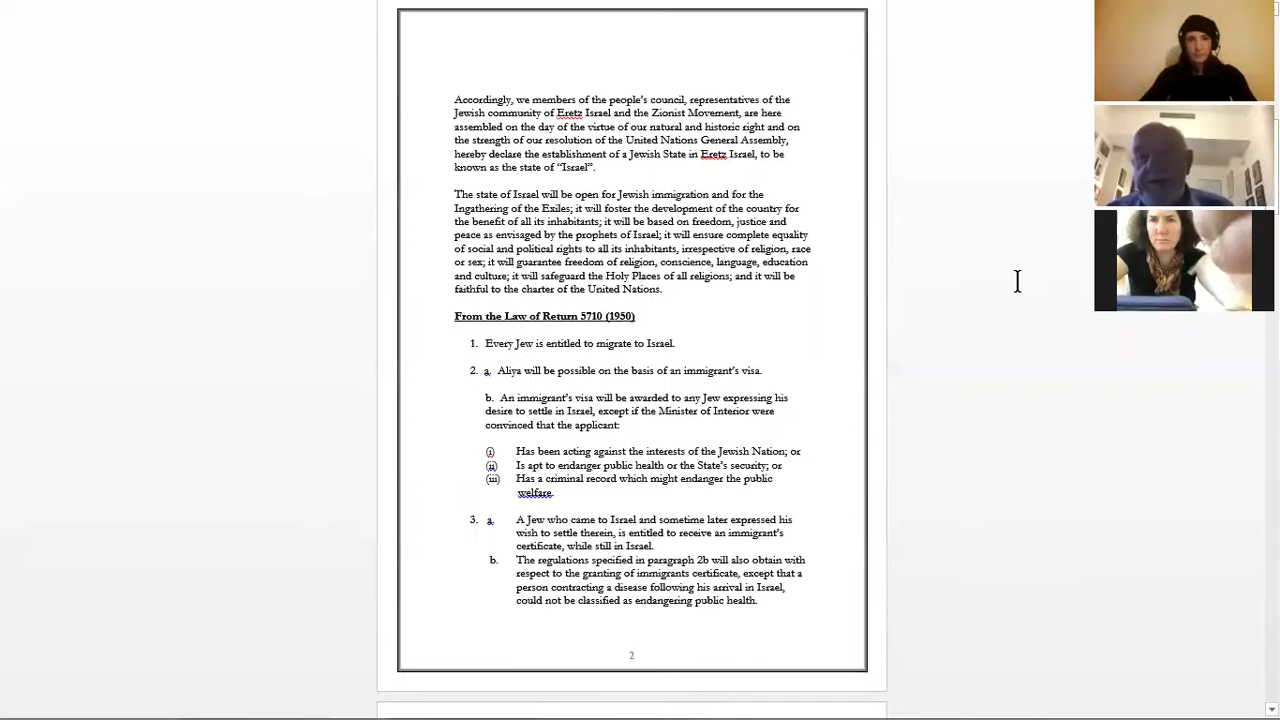 Accordingly, we members of the people's council, representatives of the
Jewish community of Eretz Israel and the Zionist Movement, are here
assembled on the day of the virtue of our natural and historic right and on
the strength of our resolution of the United Nations General Assembly,
hereby declare the establishment of a Jewish State in Eretz Israel, to be
known as the state of “Israel”.
The state of Israel will be open for Jewish immigration and for the
Ingathering of the Exiles; it will foster the development of the country for
the benefit of all its inhabitants; it will be based on freedom, justice and
peace as envisaged by the prophets of Israel; it will ensure complete equality
of social and political rights to all its inhabitants, irrespective of religion, race
or sex; it will guarantee freedom of religion, conscience, language, education
and culture; it will safeguard the Holy Places of all religions; and it will be
faithful to the charter of the United Nations.
From the Law of Return 5710 (1950)
1. Every Jew is entitled to migrate to Israel.
2. a. Aliya will be possible on the basis of an immigrant's visa.
b. An immigrant's visa will be awarded to any Jew expressing his
desire to settle in Israel, except if the Minister of Interior were
convinced that the applicant:
(i) Has been acting against the interests of the Jewish Nation; or
(ii) Is apt to endanger public health or the State's security; or
(iii) Has a criminal record which might endanger the public
welfare.
3. a. A Jew who came to Israel and sometime later expressed his
wish to settle therein, is entitled to receive an immigrant's
certificate, while still in Israel.
b. The regulations specified in paragraph 2b will also obtain with
respect to the granting of immigrants certificate, except that a
person contracting a disease following his arrival in Israel,
could not be classified as endangering public health.
2